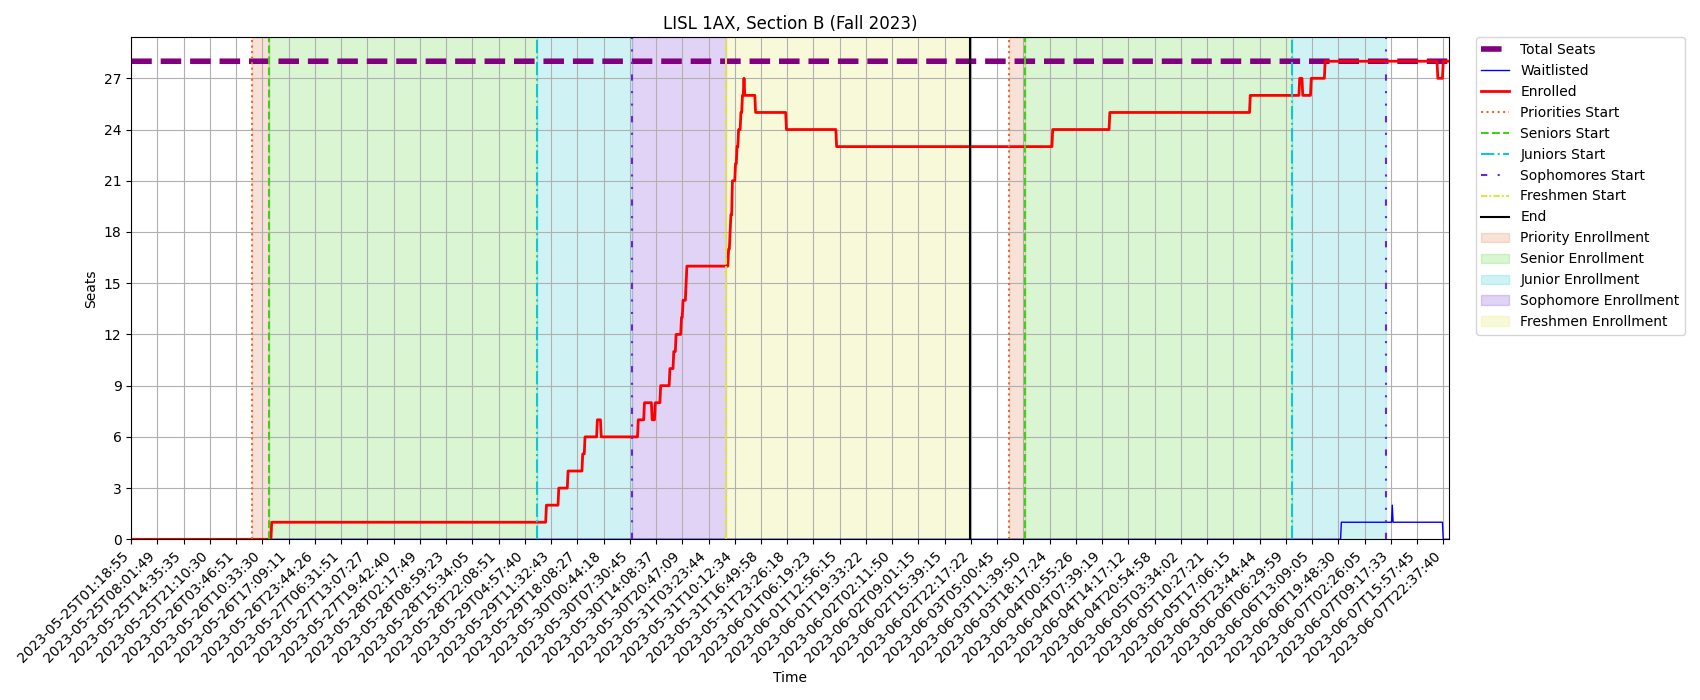 LISL 1AX, Section B (Fall 2023)
Seats
27
24
21
18
15
12
9
6
3
0
2023-05-25T01:18:55
2023-05-25T08:01:49
2023-05-25T14:35:35
2023-05-25T21:10:30
2023-05-26T03:46:51
2023-05-26T10:33:30
2023-05-26T17:09:11
2023-05-26T23:44:26
2023-05-27T06:31:51
2023-05-27T13:07:27
2023-05-27T19:42:40
2023-05-28T02:17:49
2023-05-28T08:59:23
2023-05-28T15:34:05
2023-05-28T22:08:51
2023-05-29T04:57:40
2023-05-29T11:32:43
2023-05-29T18:08:27
2023-05-30T00:44:18
2023-05-30T07:30:45
2023-05-30T14:08:37
2023-05-30T20:47:09
2023-05-31T03:23:44
2023-05-31T10:12:34
2023-05-31T16:49:58
2023-05-31T23:26:18
2023-06-01T06:19:23
2023-06-01T12:56:15
2023-06-01T19:33:22
2023-06-02T02:11:50
2023-06-02T09:01:15
2023-06-02T15:39:15
2023-06-02T22:17:22
2023-06-03T05:00:45
2023-06-03T11:39:50
2023-06-03T18:17:24
2023-06-04T00:55:26
2023-06-04T07:39:19
2023-06-04T14:17:12
2023-06-04T20:54:58
2023-06-05T03:34:02
2023-06-05T10:27:21
2023-06-05T17:06:15
2023-06-05T23:44:44
2023-06-06T06:29:59
2023-06-06T13:09:05
2023-06-06T19:48:30
2023-06-07T02:26:05
2023-06-07T09:17:33
2023-06-07T15:57:45
2023-06-07T22:37:40
Time
Total Seats
Waitlisted
Enrolled
Priorities Start
Seniors Start
Juniors Start
Sophomores Start
Freshmen Start
End
Priority Enrollment
Senior Enrollment
Junior Enrollment
Sophomore Enrollment
Freshmen Enrollment